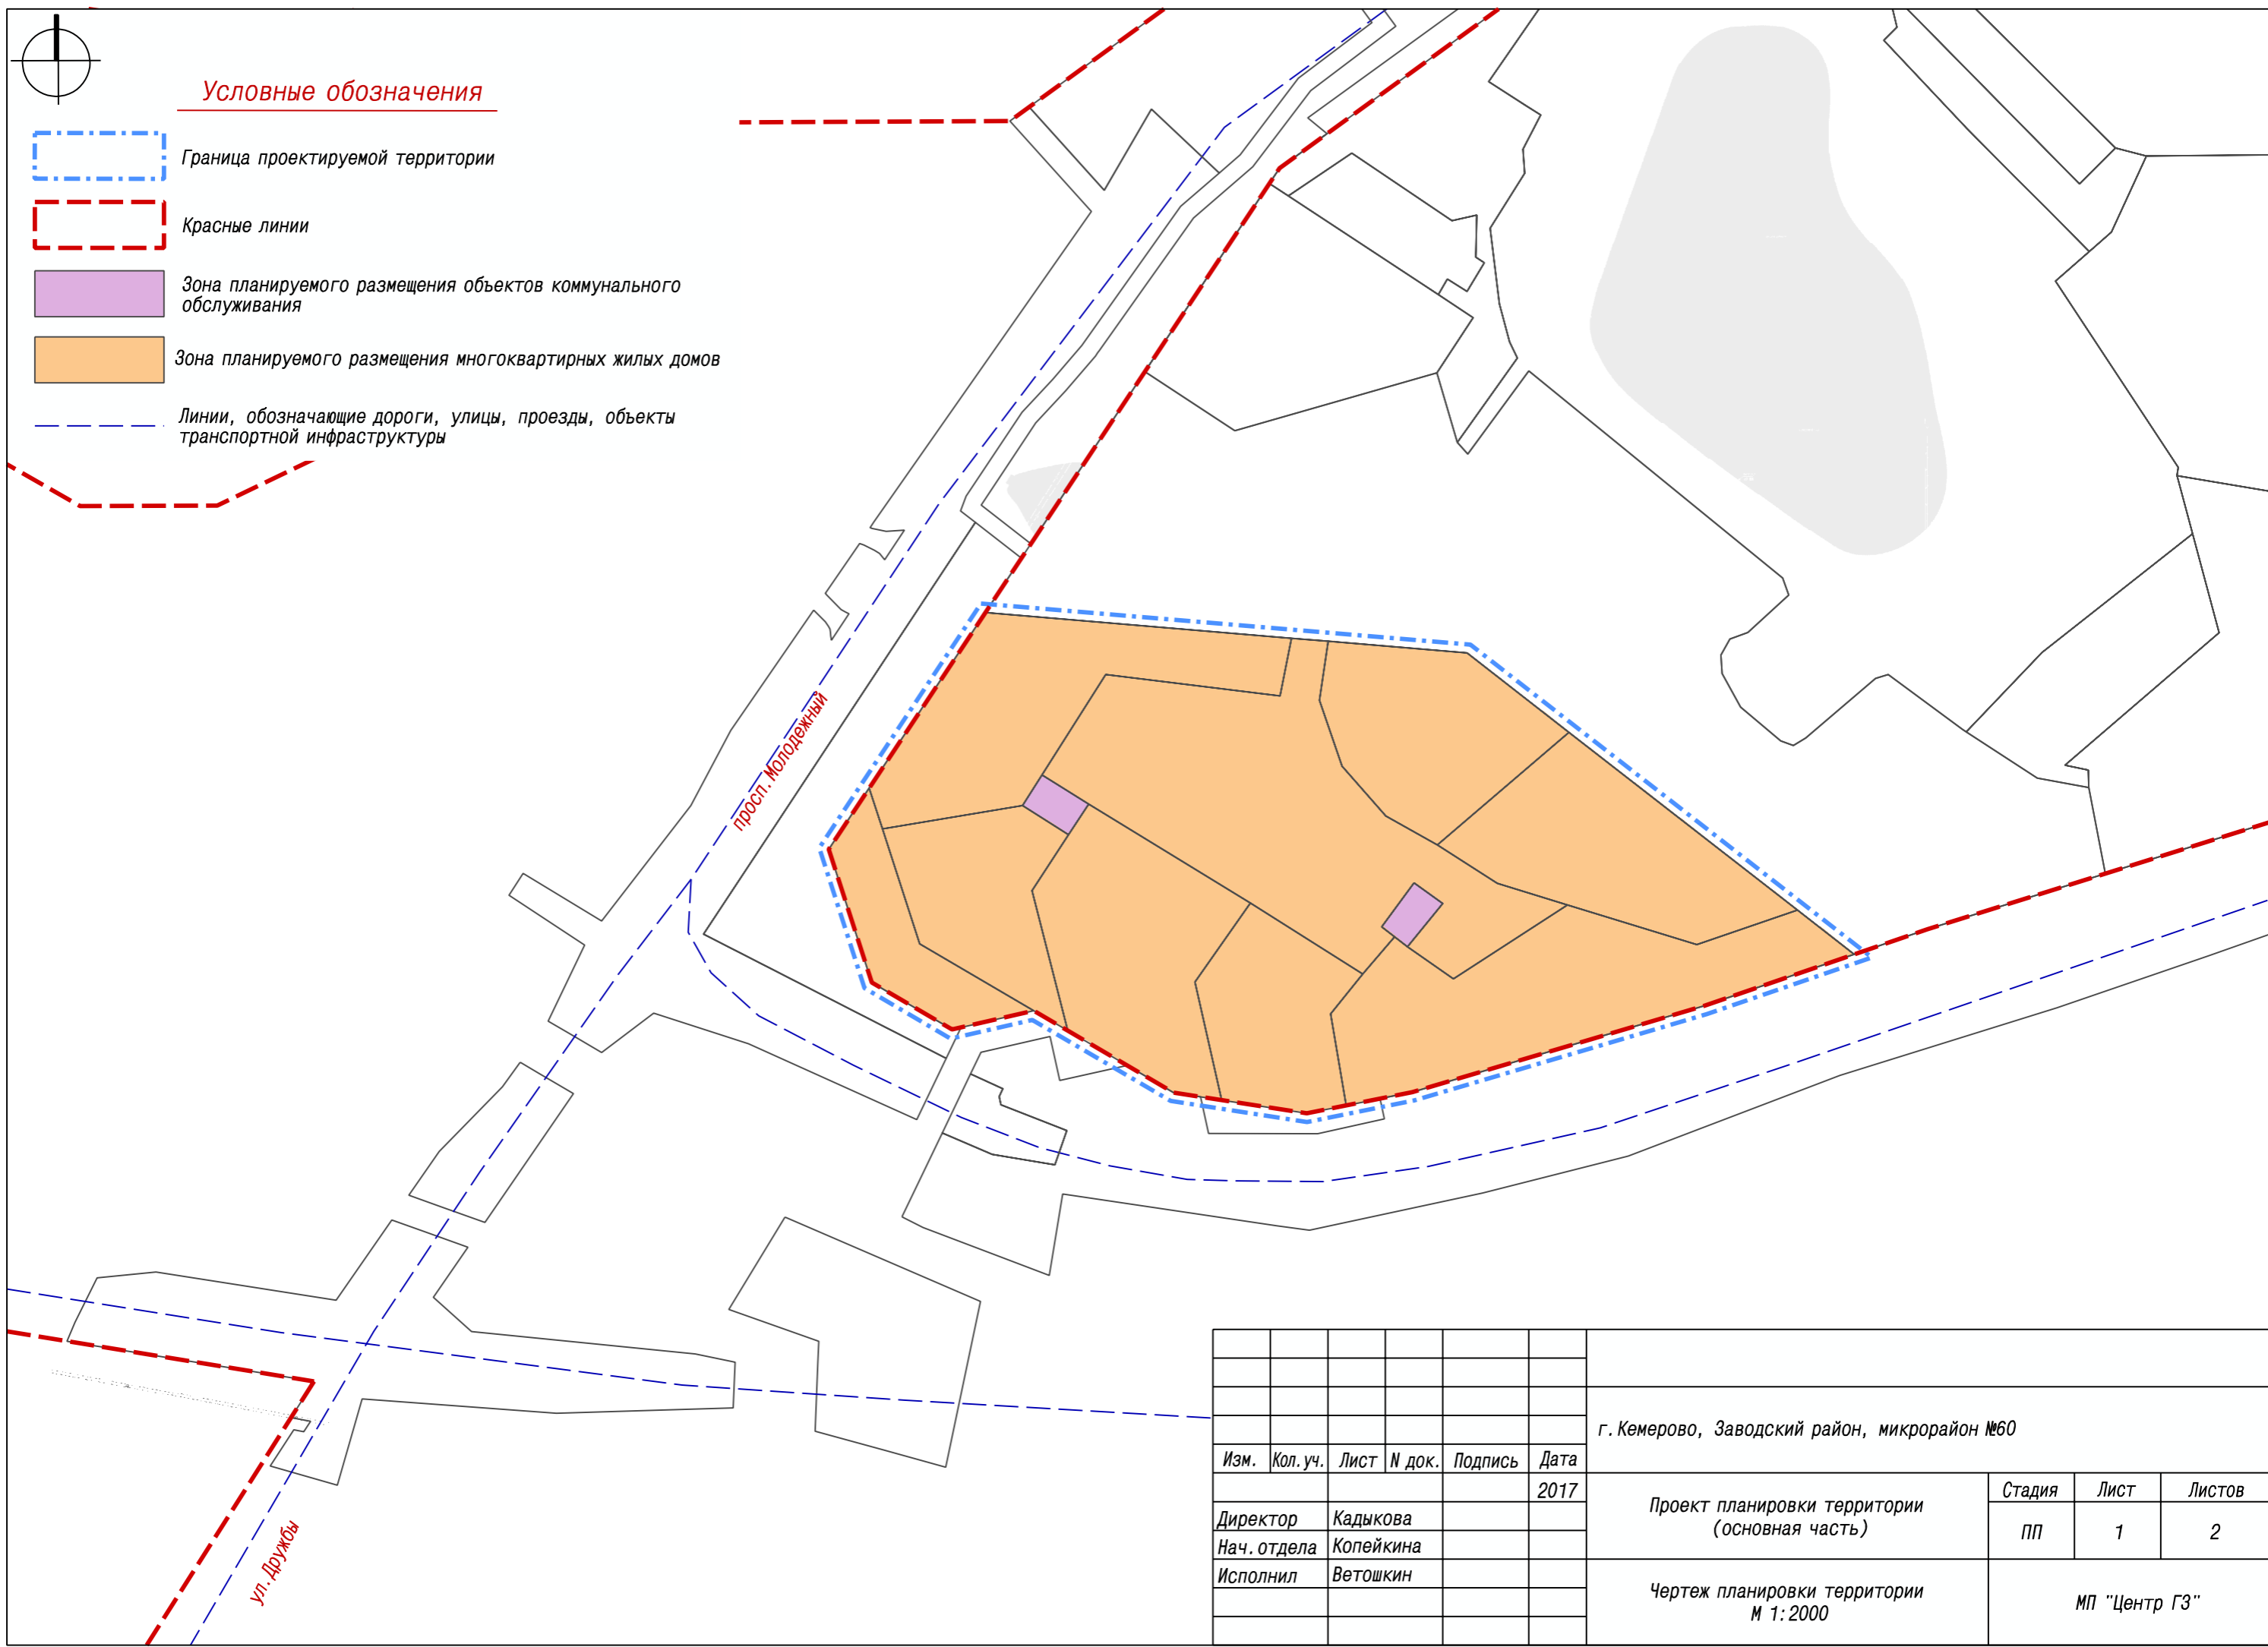 Условные обозначения
Граница проектируемой территории
Красные линии
Зона планируемого размещения объектов коммунального
обслуживания
Зона планируемого размещения многоквартирных жилых домов
Линии, обозначающие дороги, улицы, проезды, объекты
транспортной инфраструктуры
просп.Молодежный
ул.Дружбы
г.Кемерово, Заводский район, микрорайон №60
Изм. Кол.уч. Лист N док. Подпись Дата
2017
Проект планировки территории
(основная часть)
Стадия Лист Листов
ПП 1 2
Директор Кадыкова
Нач.отдела Копейкина
Исполнил Ветошкин
Чертеж планировки территории
М 1:2000
МП "Центр ГЗ"